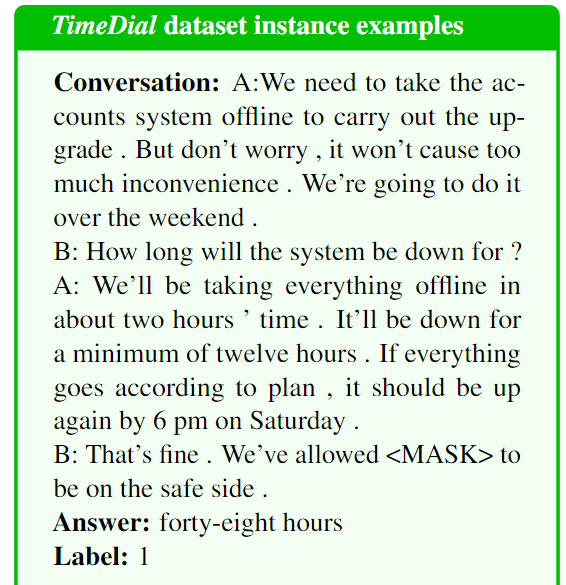 TimeDial dataset instance examples
Conversation: A:We need to take the ac-
counts system offline to carry out the up-
grade . But don’t worry , it won’t cause too
much inconvenience . We’re going to do it
over the weekend .
B: How long will the system be down for ?
A: We’ll be taking everything offline in
about two hours ’ time . It’ll be down for
a minimum of twelve hours . If everything
goes according to plan , it should be up
again by 6 pm on Saturday .
B: That’s fine . We’ve allowed <MASK> to
be on the safe side .
Answer: forty-eight hours
Label: 1